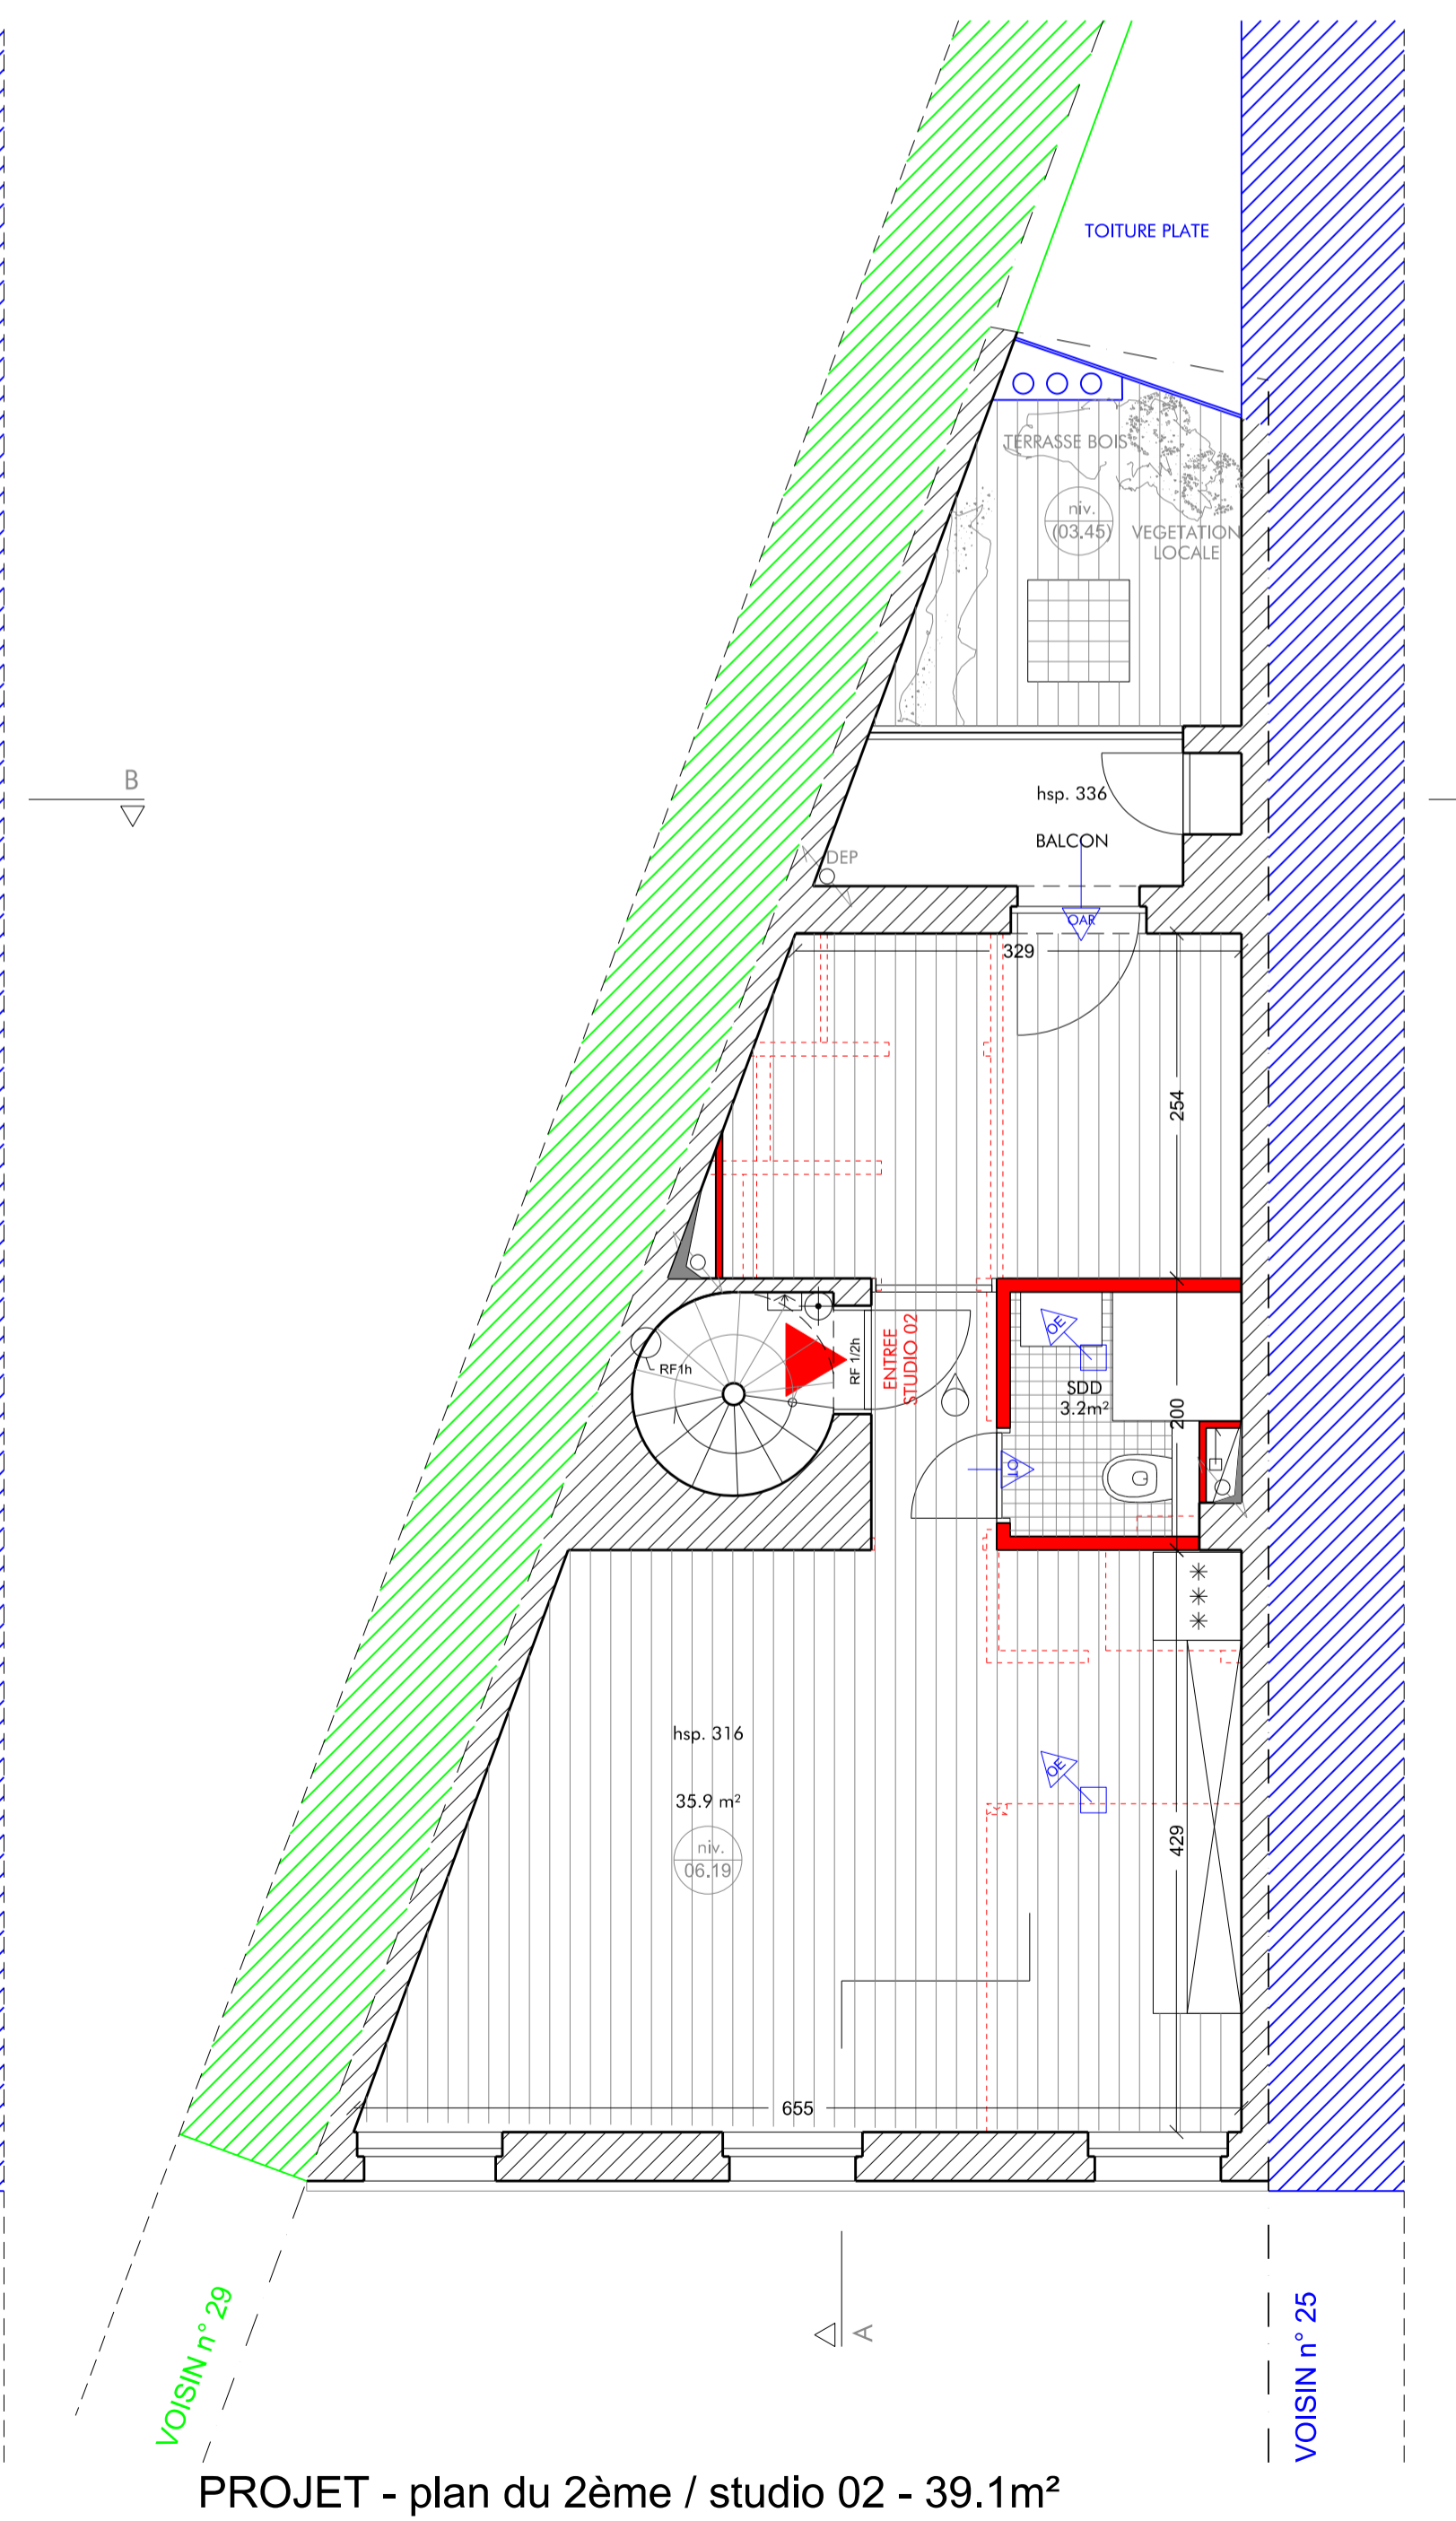 TOITURE PLATE
TERRASSE BOIS
niv.
(03.45)
VEGETATION
LOCALE
B
hsp. 336
BALCON
DEP
OAR
329
254
RF1h
RF 1/2h
ENTREE
STUDIO 02
OE
SDD
3.2m²
200
OT
hsp. 316
35.9 m²
niv.
06.19
OE
429
655
A
VOISIN n° 29
VOISIN n° 25
PROJET - plan du 2ème / studio 02 - 39.1m²